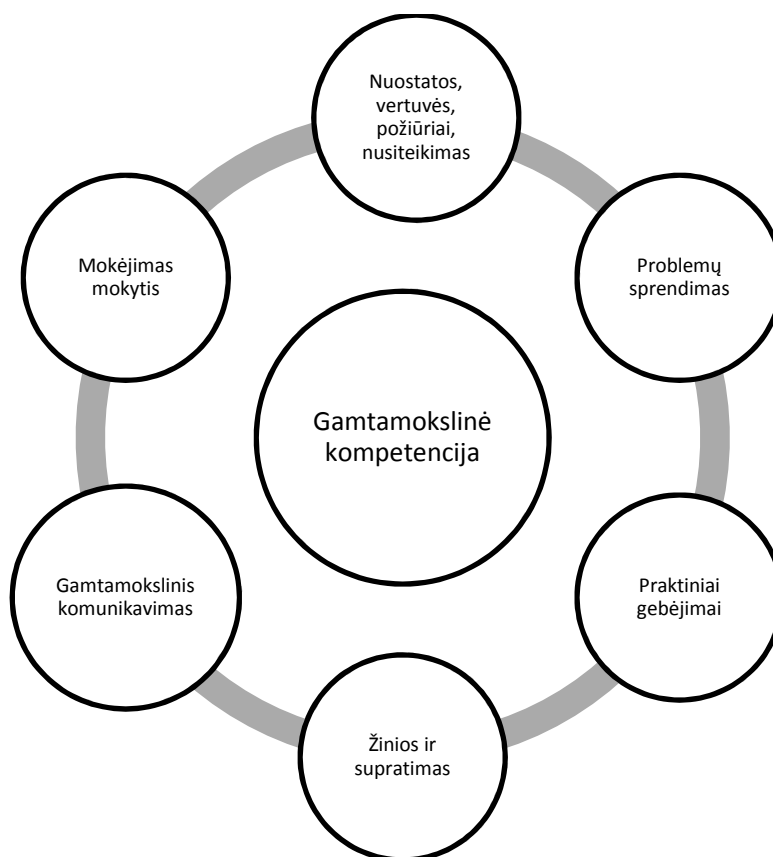 Nuostatos,
vertuvės,
požiūriai,
nusiteikimas
Mokėjimas
mokytis
Problemų
sprendimas
Gamtamokslinė
kompetencija
Gamtamokslinis
komunikavimas
Praktiniai
gebėjimai
Žinios ir
supratimas